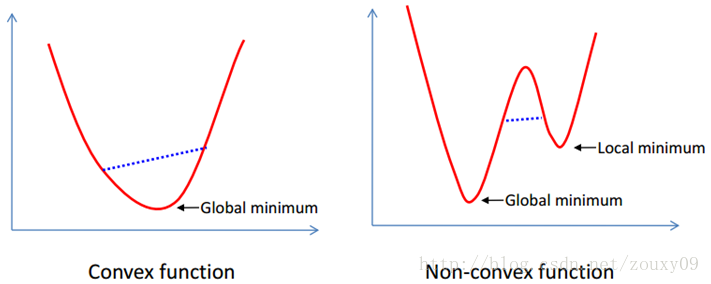 Global minimum
Convex function
Local minimum
Global minimum
Non-convex function
http://blog.csdn.net/zouxy09